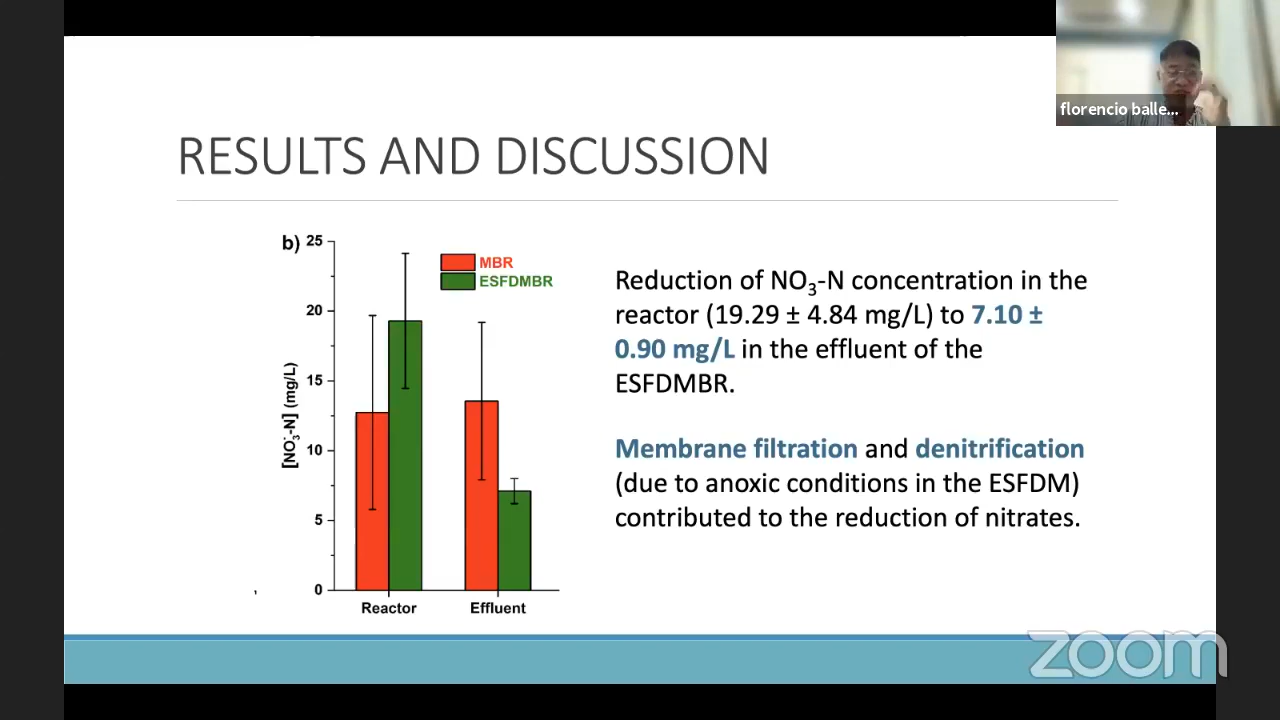 florencio balle...
RESULTS AND DISCUSSION
b)
25
20
15
10
5
0
[NO3-N] (mg/L)
MBR
ESFDMBR
Reactor
Effluent
Reduction of NO3-N concentration in the
reactor (19.29 ± 4.84 mg/L) to 7.10 ±
0.90 mg/L in the effluent of the
ESFDMBR.
Membrane filtration and denitrification
(due to anoxic conditions in the ESFDM)
contributed to the reduction of nitrates.
zoom